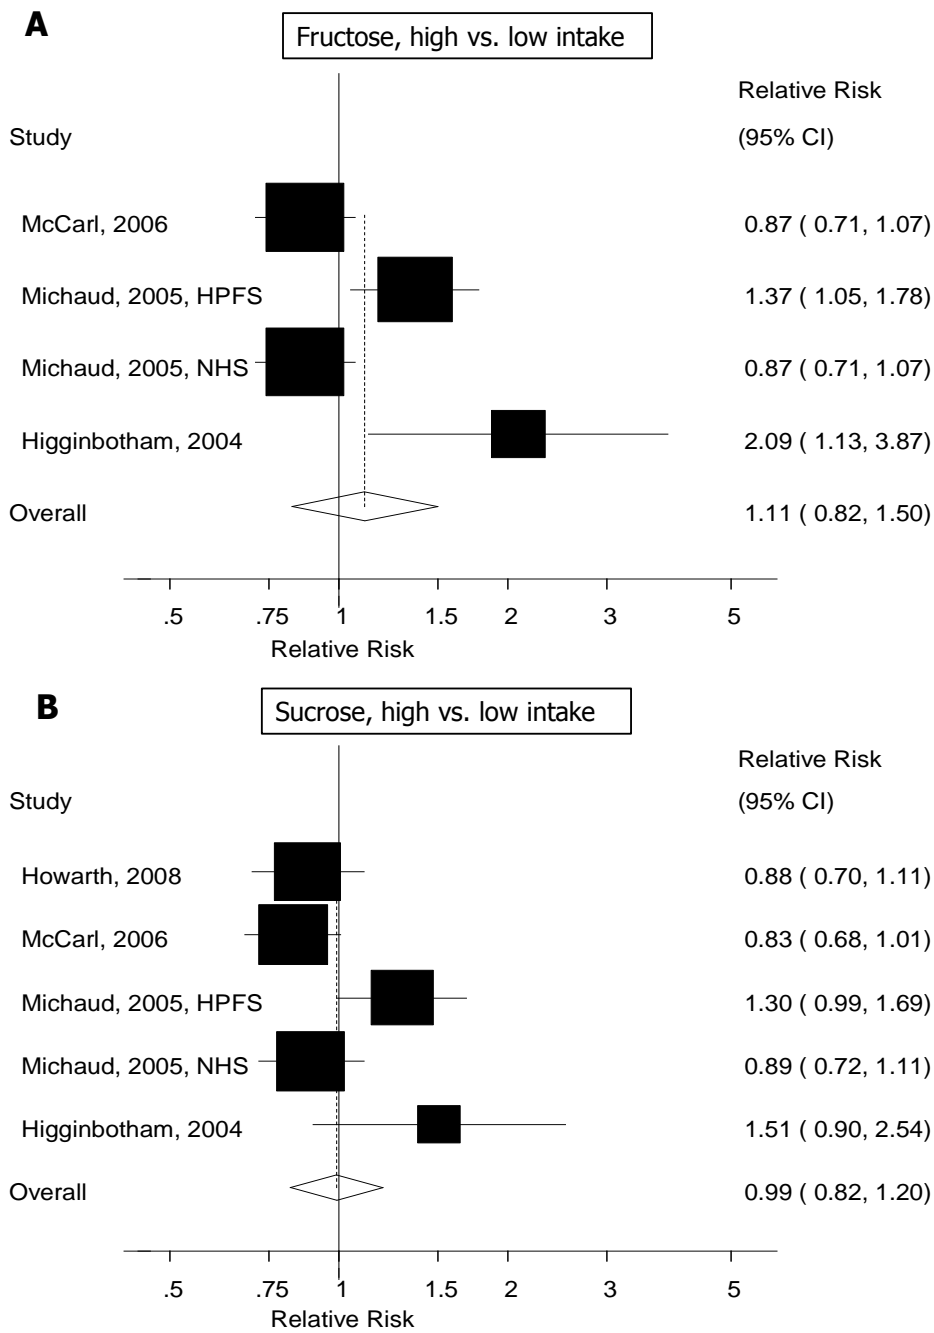 A
Fructose, high vs. low intake
Relative Risk
Study (95% CI)
McCarl, 2006 0.87 ( 0.71, 1.07)
Michaud, 2005, HPFS 1.37 ( 1.05, 1.78)
Michaud, 2005, NHS 0.87 ( 0.71, 1.07)
Higginbotham, 2004 2.09 ( 1.13, 3.87)
Overall 1.11 ( 0.82, 1.50)
.5 .75 1 1.5 2 3 5
Relative Risk
B
Sucrose, high vs. low intake
Relative Risk
Study (95% CI)
Howarth, 2008 0.88 ( 0.70, 1.11)
McCarl, 2006 0.83 ( 0.68, 1.01)
Michaud, 2005, HPFS 1.30 ( 0.99, 1.69)
Michaud, 2005, NHS 0.89 ( 0.72, 1.11)
Higginbotham, 2004 1.51 ( 0.90, 2.54)
Overall 0.99 ( 0.82, 1.20)
.5 .75 1 1.5 2 3 5
Relative Risk